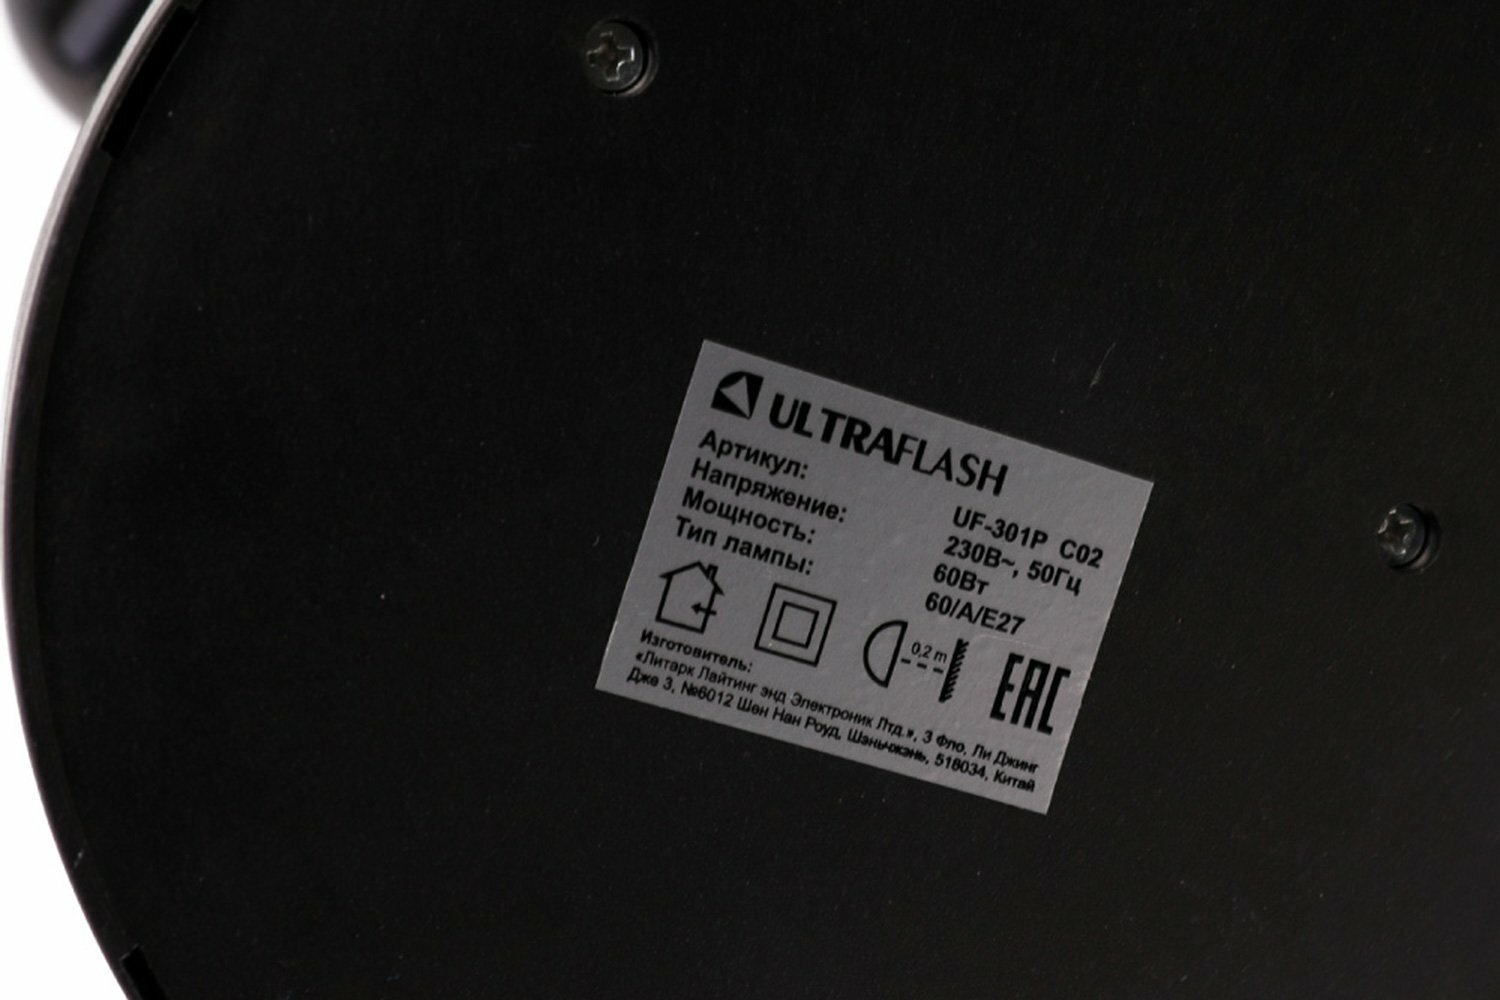 ULTRAFLASH
Артикул: UF-301P C02
Напряжение: 230В~, 50Гц
Мощность: 60Вт
Тип лампы: 60/A/E27
0,2 m
EAC
Изготовитель:
«Литарк Лайтинг энд Электроник Лтд.», 3 Фло, Ли Джинг
Дже 3, №6012 Шен Нан Роуд, Шэньчжэнь, 518034, Китай